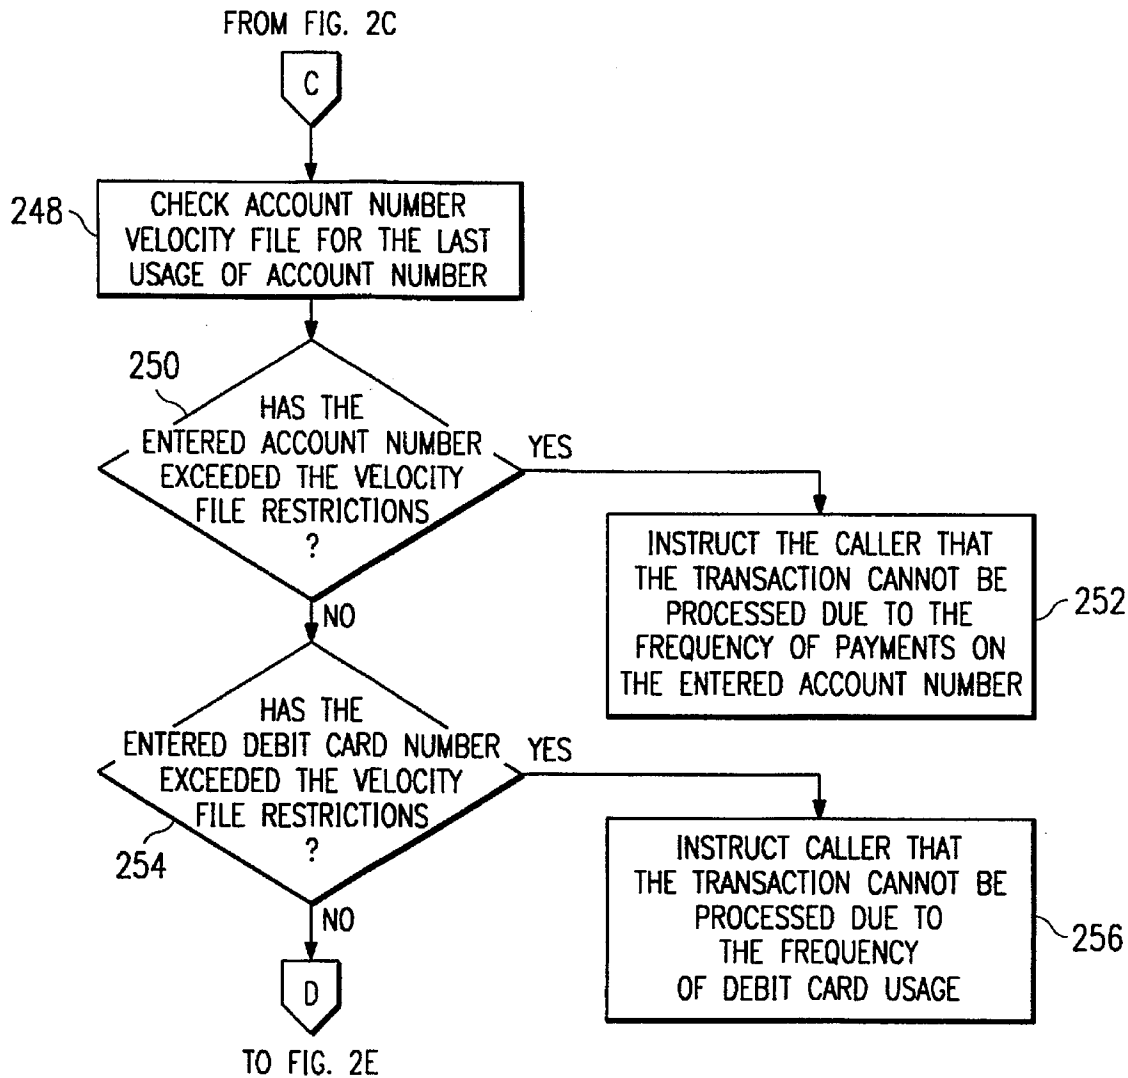 FROM FIG. 2C
C
248
CHECK ACCOUNT NUMBER
VELOCITY FILE FOR THE LAST
USAGE OF ACCOUNT NUMBER
250
HAS THE
ENTERED ACCOUNT NUMBER
EXCEEDED THE VELOCITY
FILE RESTRICTIONS
?
YES
INSTRUCT THE CALLER THAT
THE TRANSACTION CANNOT BE
PROCESSED DUE TO THE
FREQUENCY OF PAYMENTS ON
THE ENTERED ACCOUNT NUMBER
252
NO
HAS THE
ENTERED DEBIT CARD NUMBER
EXCEEDED THE VELOCITY
FILE RESTRICTIONS
?
254
YES
INSTRUCT CALLER THAT
THE TRANSACTION CANNOT BE
PROCESSED DUE TO
THE FREQUENCY
OF DEBIT CARD USAGE
256
NO
D
TO FIG. 2E